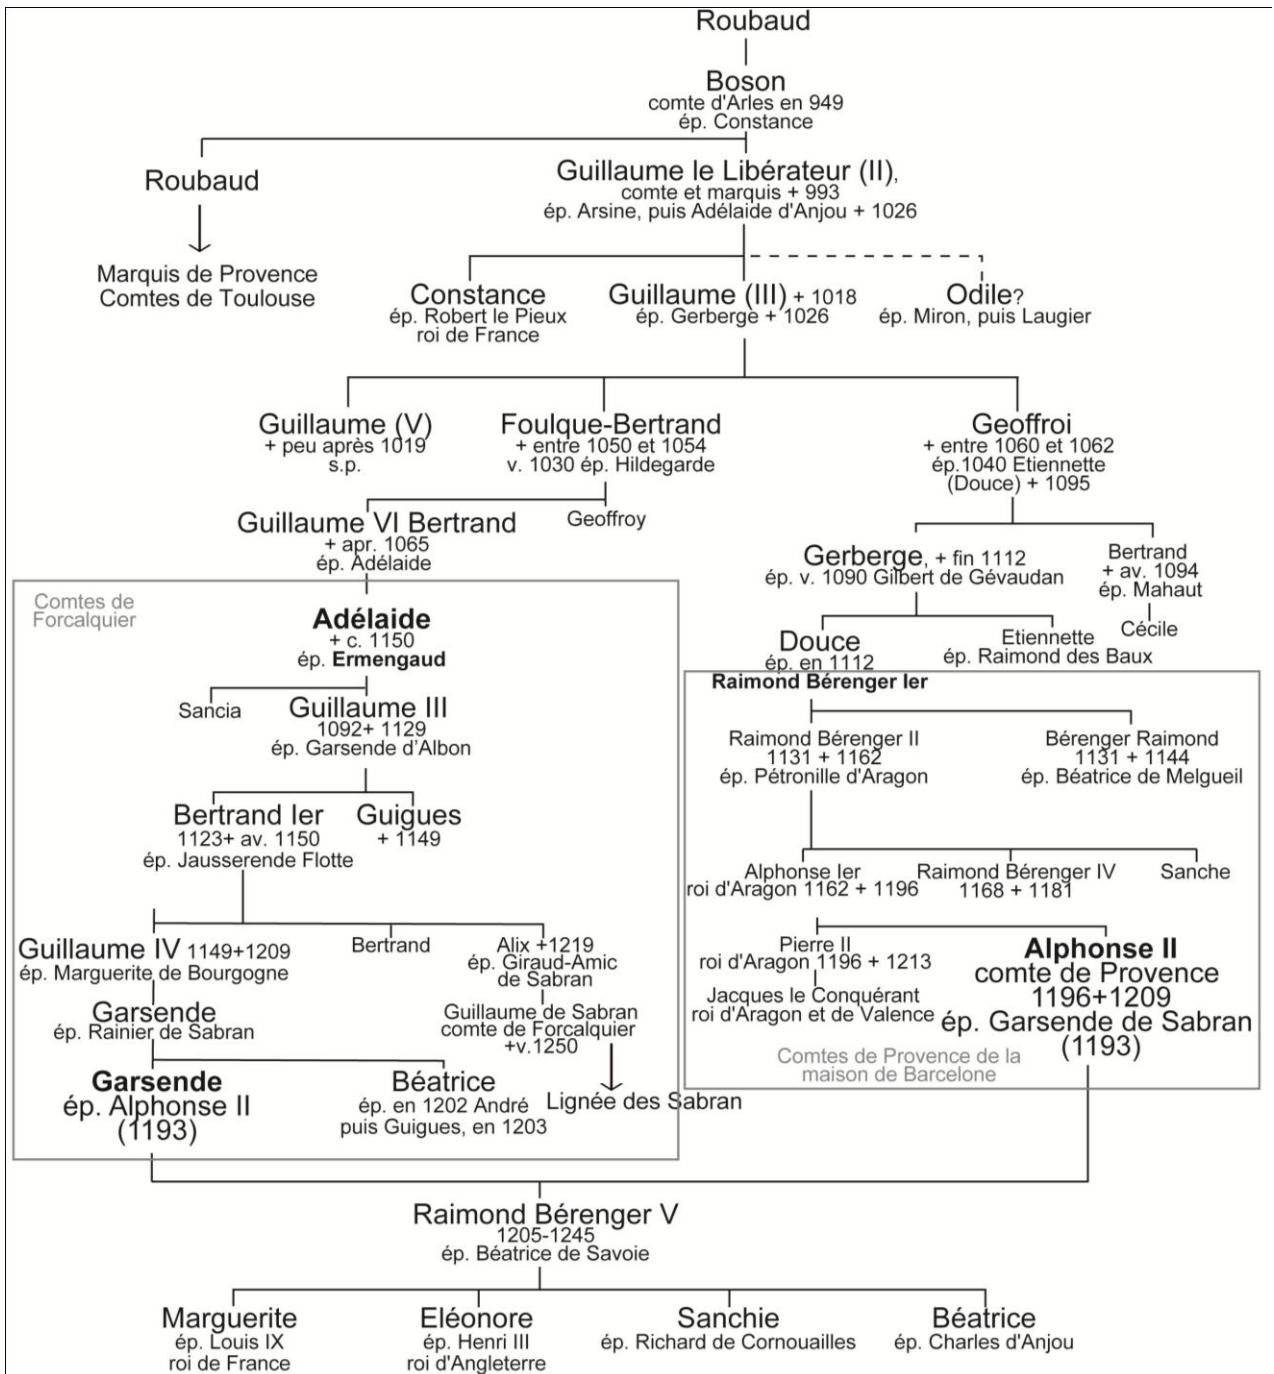 Roubaud
Boson
comte d'Arles en 949
ép. Constance
Roubaud
Marquis de Provence
Comtes de Toulouse
Guillaume le Libérateur (II),
comte et marquis + 993
ép. Arsine, puis Adélaide d'Anjou + 1026
Constance
ép. Robert le Pieux
roi de France
Guillaume (III) + 1018
ép. Gerberge + 1026
Odile?
ép. Miron, puis Laugier
Guillaume (V)
+ peu après 1019
s.p.
Foulque-Bertrand
+ entre 1050 et 1054
v. 1030 ép. Hildegarde
Geoffroi
+ entre 1060 et 1062
ép.1040 Etiennette
(Douce) + 1095
Guillaume VI Bertrand
+ apr. 1065
ép. Adélaide
Geoffroy
Gerberge, + fin 1112
ép. v. 1090 Gilbert de Gévaudan
Bertrand
+ av. 1094
ép. Mahaut
Cécile
Douce
ép. en 1112
Raimond Bérenger Ier
Etiennette
ép. Raimond des Baux
Comtes de
Forcalquier
Adélaide
+ c. 1150
ép. Ermengaud
Sancia
Guillaume III
1092+ 1129
ép. Garsende d’Albon
Bertrand Ier
1123+ av. 1150
ép. Jausserende Flotte
Guigues
+ 1149
Guillaume IV 1149+1209
ép. Marguerite de Bourgogne
Bertrand
Alix +1219
ép. Giraud-Amic
de Sabran
Garsende
ép. Rainier de Sabran
Guillaume de Sabran
comte de Forcalquier
+v.1250
Garsende
ép. Alphonse II
(1193)
Béatrice
ép. en 1202 André
puis Guigues, en 1203
Lignée des Sabran
Raimond Bérenger II
1131 + 1162
ép. Pétronille d'Aragon
Bérenger Raimond
1131 + 1144
ép. Béatrice de Melgueil
Alphonse Ier
roi d'Aragon 1162 + 1196
Raimond Bérenger IV
1168 + 1181
Sanche
Pierre II
roi d'Aragon 1196 + 1213
Jacques le Conquérant
roi d'Aragon et de Valence
Alphonse II
comte de Provence
1196+1209
ép. Garsende de Sabran
(1193)
Comtes de Provence de la
maison de Barcelone
Raimond Bérenger V
1205-1245
ép. Béatrice de Savoie
Marguerite
ép. Louis IX
roi de France
Eléonore
ép. Henri III
roi d'Angleterre
Sanchie
ép. Richard de Cornouailles
Béatrice
ép. Charles d'Anjou